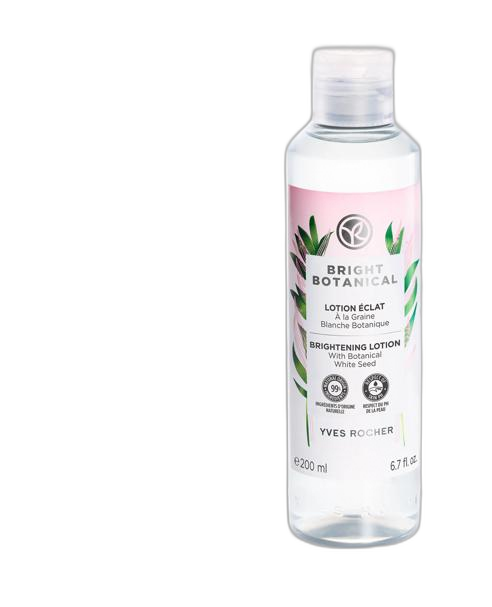 BRIGHT
BOTANICAL
LOTION ÉCLAT
À la Graine
Blanche Botanique
BRIGHTENING LOTION
With Botanical
White Seed
99%
INGRÉDIENTS D'ORIGINE
NATURELLE
RESPECT DU PH
DE LA PEAU
YVES ROCHER
℮200 ml
6.7 fl. oz.